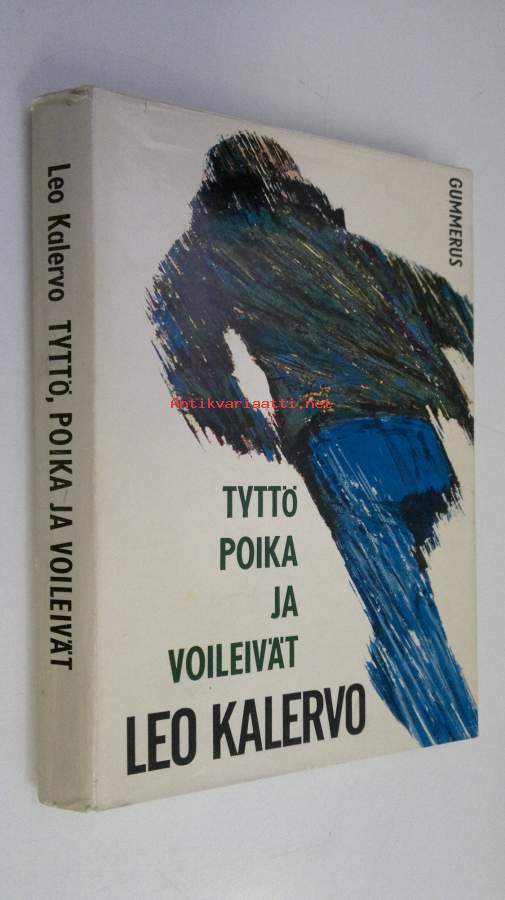 Leo Kalervo TYTTÖ, POIKA JA VOILEIVÄT
GUMMERUS
Antikvariaatti.net
TYTTÖ
POIKA
JA
VOILEIVÄT
LEO KALERVO